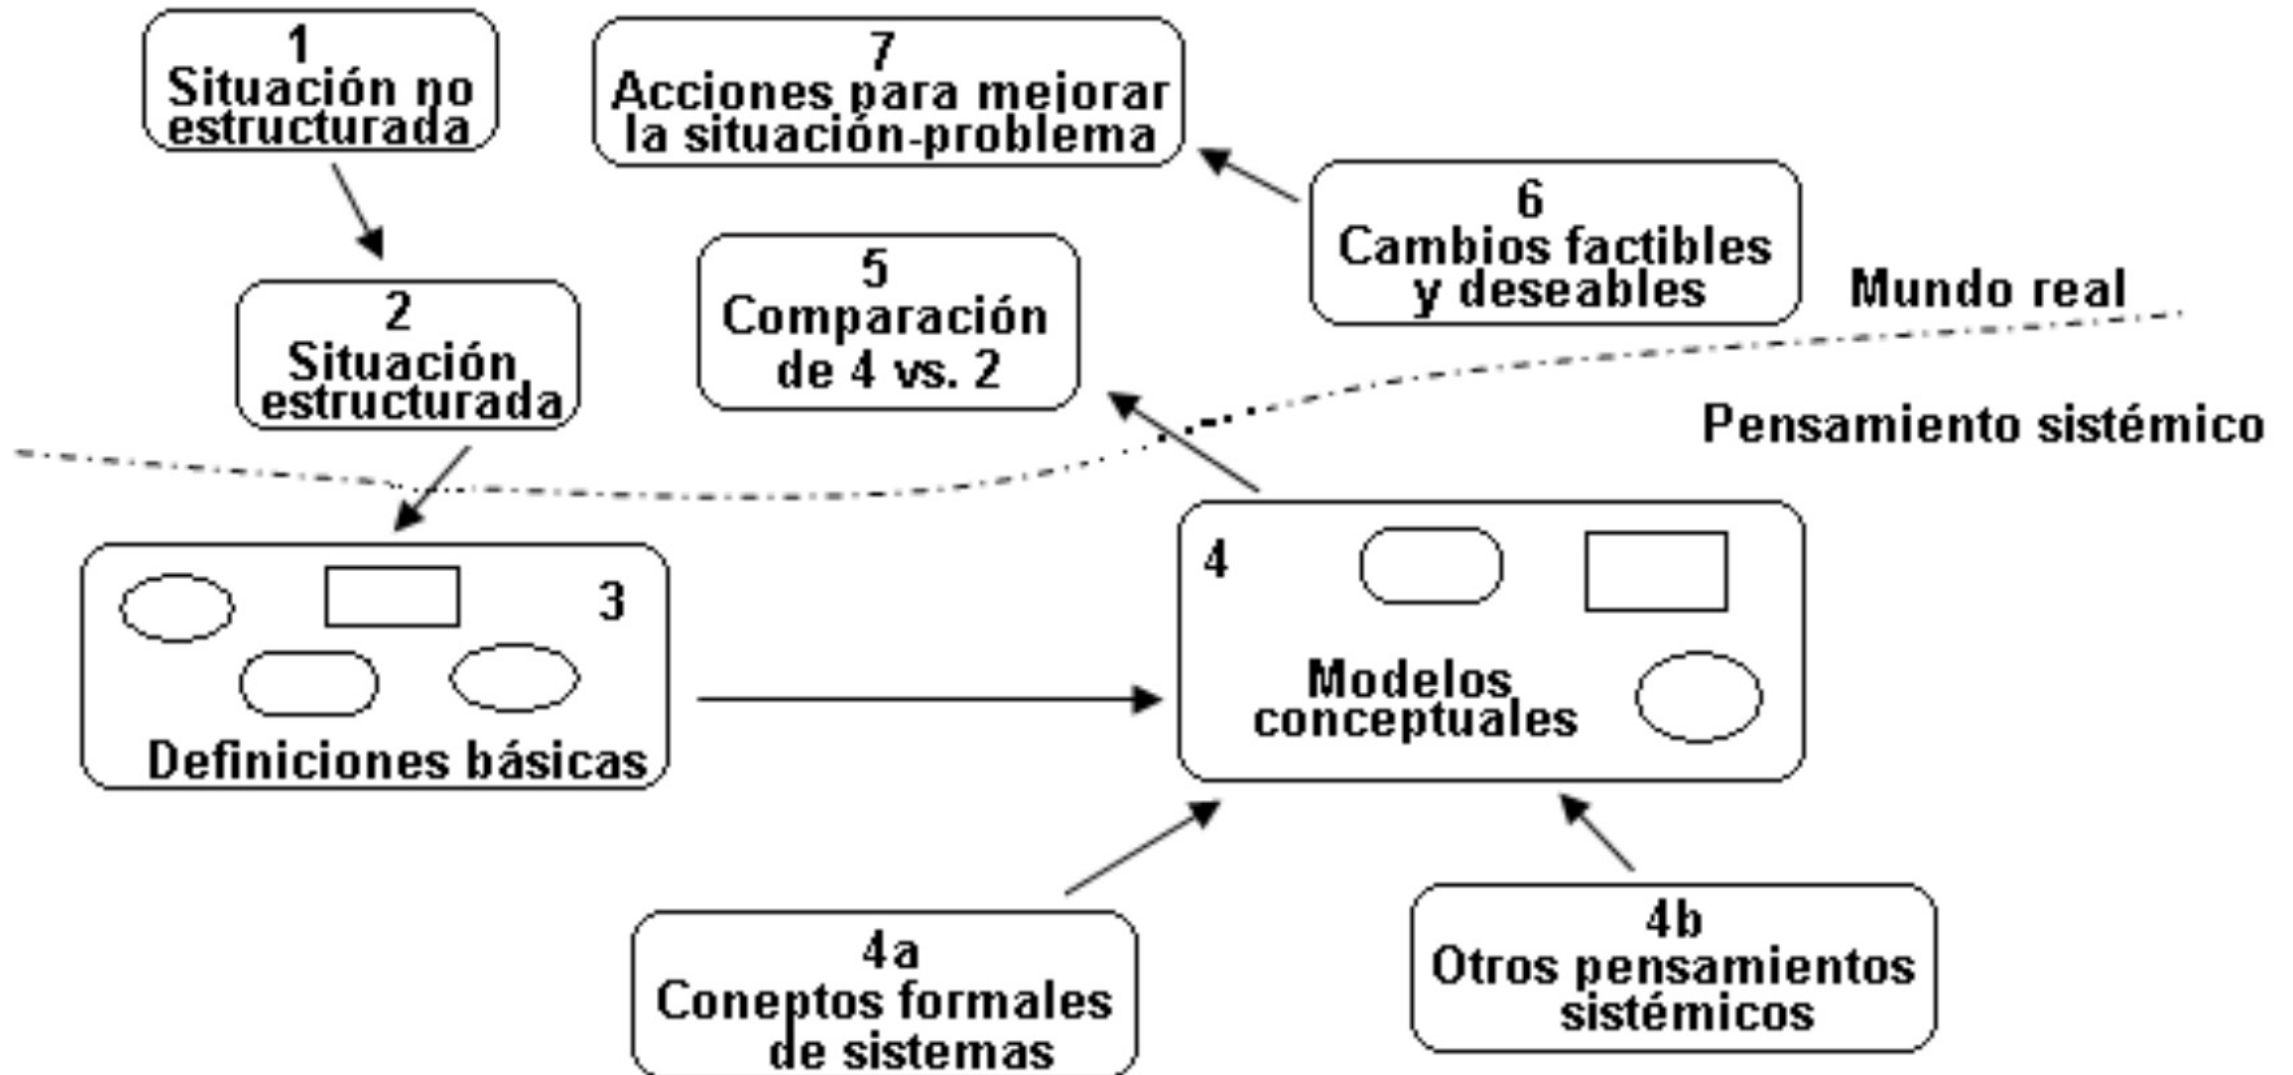 1
Situación no
estructurada
7
Acciones para mejorar
la situación-problema
6
Cambios factibles
y deseables
5
Comparación
de 4 vs. 2
2
Situación
estructurada
Mundo real
Pensamiento sistémico
3
Definiciones básicas
4
Modelos
conceptuales
4a
Coneptos formales
de sistemas
4b
Otros pensamientos
sistémicos